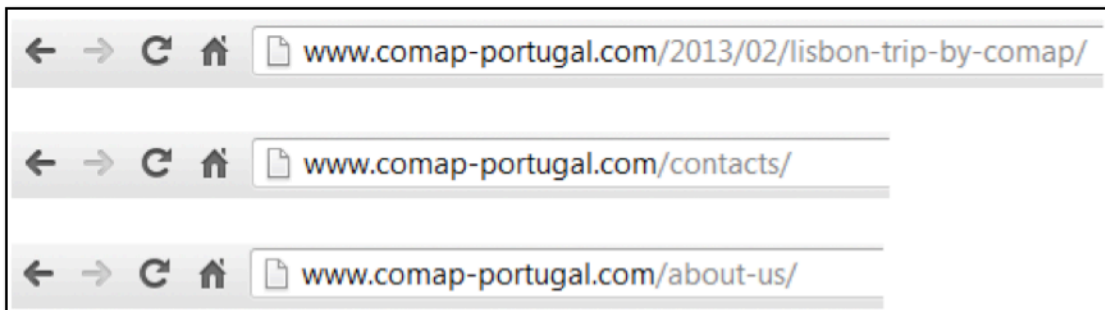 www.comap-portugal.com/2013/02/lisbon-trip-by-comap/
www.comap-portugal.com/contacts/
www.comap-portugal.com/about-us/